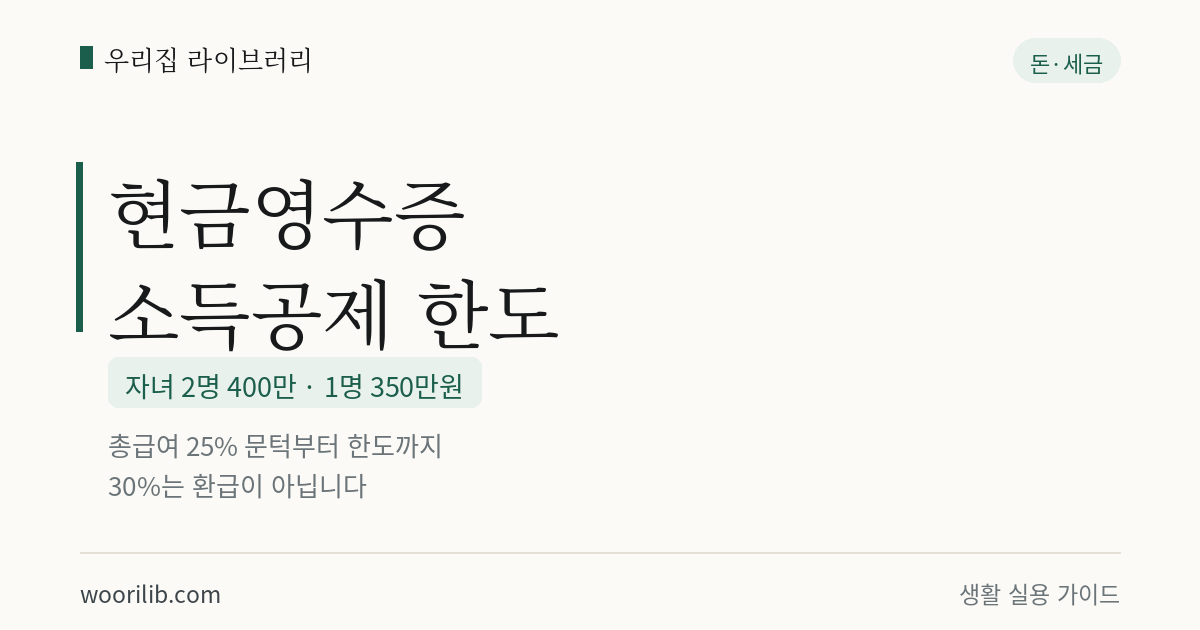 우리집 라이브러리
돈·세금
현금영수증
소득공제 한도
자녀 2명 400만 · 1명 350만원
총급여 25% 문턱부터 한도까지
30%는 환급이 아닙니다
woorilib.com
생활 실용 가이드